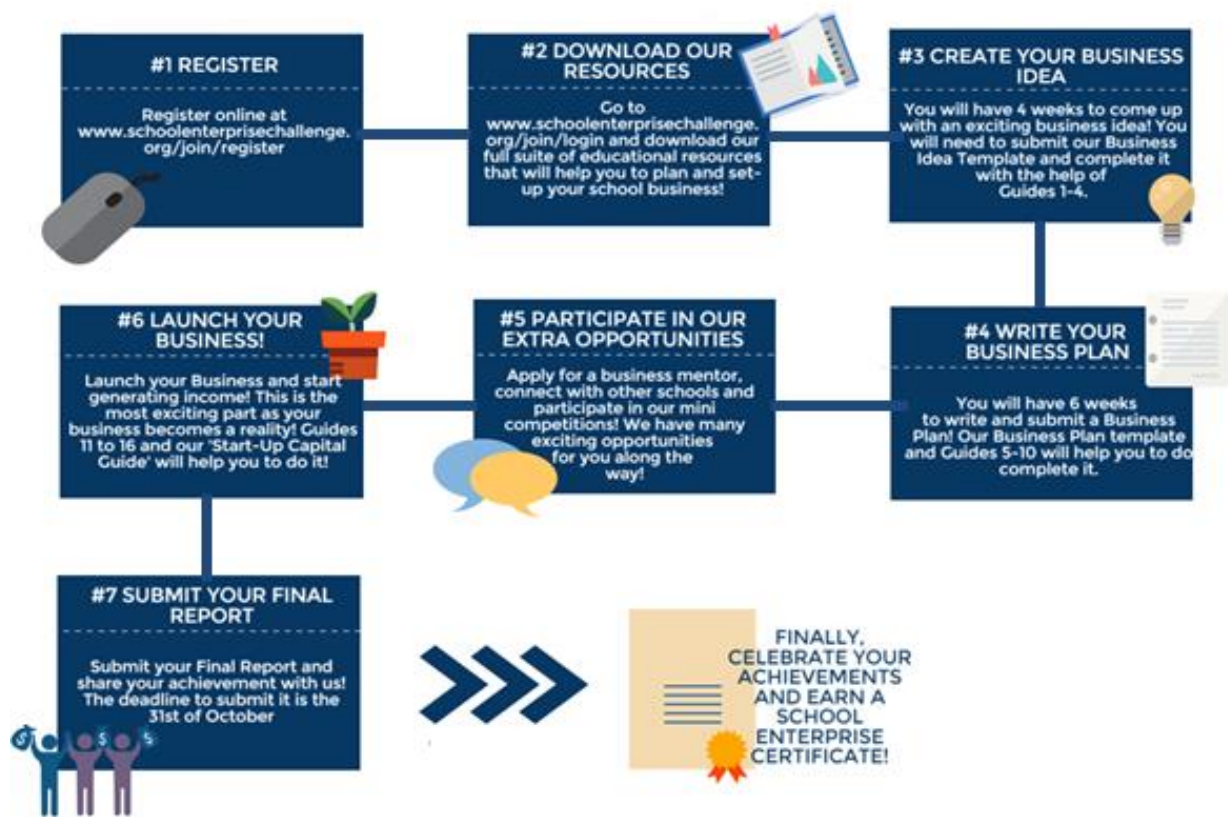 #1 REGISTER
Register online at
www.schoolenterprisechallenge.
org/join/register
#2 DOWNLOAD OUR
RESOURCES
Go to
www.schoolenterprisechallenge.
org/join/login and download our
full suite of educational resources
that will help you to plan and set-
up your school business!
#3 CREATE YOUR BUSINESS
IDEA
You will have 4 weeks to come up
with an exciting business idea! You
will need to submit our Business
Idea Template and complete it
with the help of
Guides 1-4.
#4 WRITE YOUR
BUSINESS PLAN
You will have 6 weeks
to write and submit a Business
Plan! Our Business Plan template
and Guides 5-10 will help you to do
complete it.
#5 PARTICIPATE IN OUR
EXTRA OPPORTUNITIES
Apply for a business mentor,
connect with other schools and
participate in our mini
competitions! We have many
exciting opportunities
for you along the
way!
#6 LAUNCH YOUR
BUSINESS!
Launch your Business and start
generating income! This is the
most exciting part as your
business becomes a reality! Guides
11 to 16 and our 'Start-Up Capital
Guide' will help you to do it!
#7 SUBMIT YOUR FINAL
REPORT
Submit your Final Report and
share your achievement with us!
The deadline to submit it is the
31st of October
$ $ $
FINALLY,
CELEBRATE YOUR
ACHIEVEMENTS
AND EARN A
SCHOOL
ENTERPRISE
CERTIFICATE!